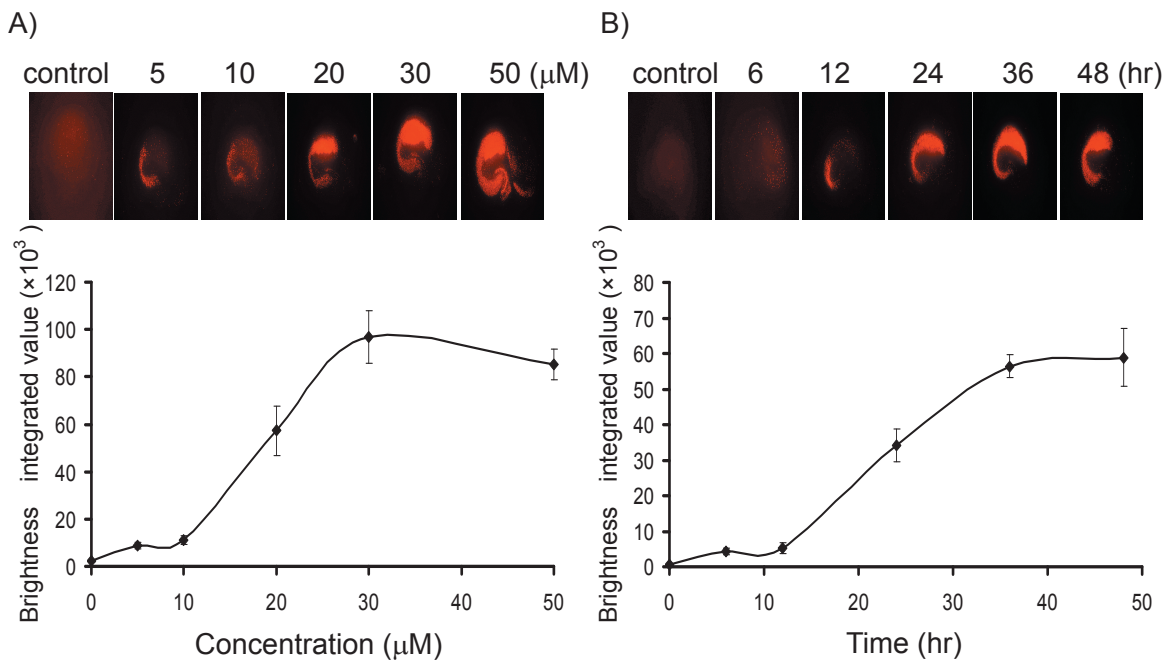 A)
control 5 10 20 30 50 (μM)
Brightness integrated value (×10³)
120
100
80
60
40
20
0
0 10 20 30 40 50
Concentration (μM)
B)
control 6 12 24 36 48 (hr)
Brightness integrated value (×10³)
80
70
60
50
40
30
20
10
0
0 10 20 30 40 50
Time (hr)